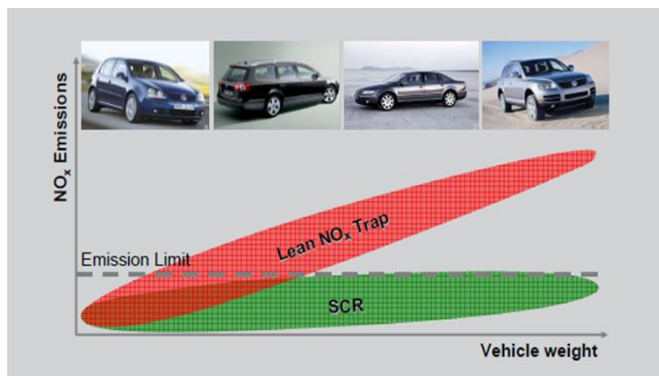 NOx Emissions
Lean NOx Trap
Emission Limit
SCR
Vehicle weight